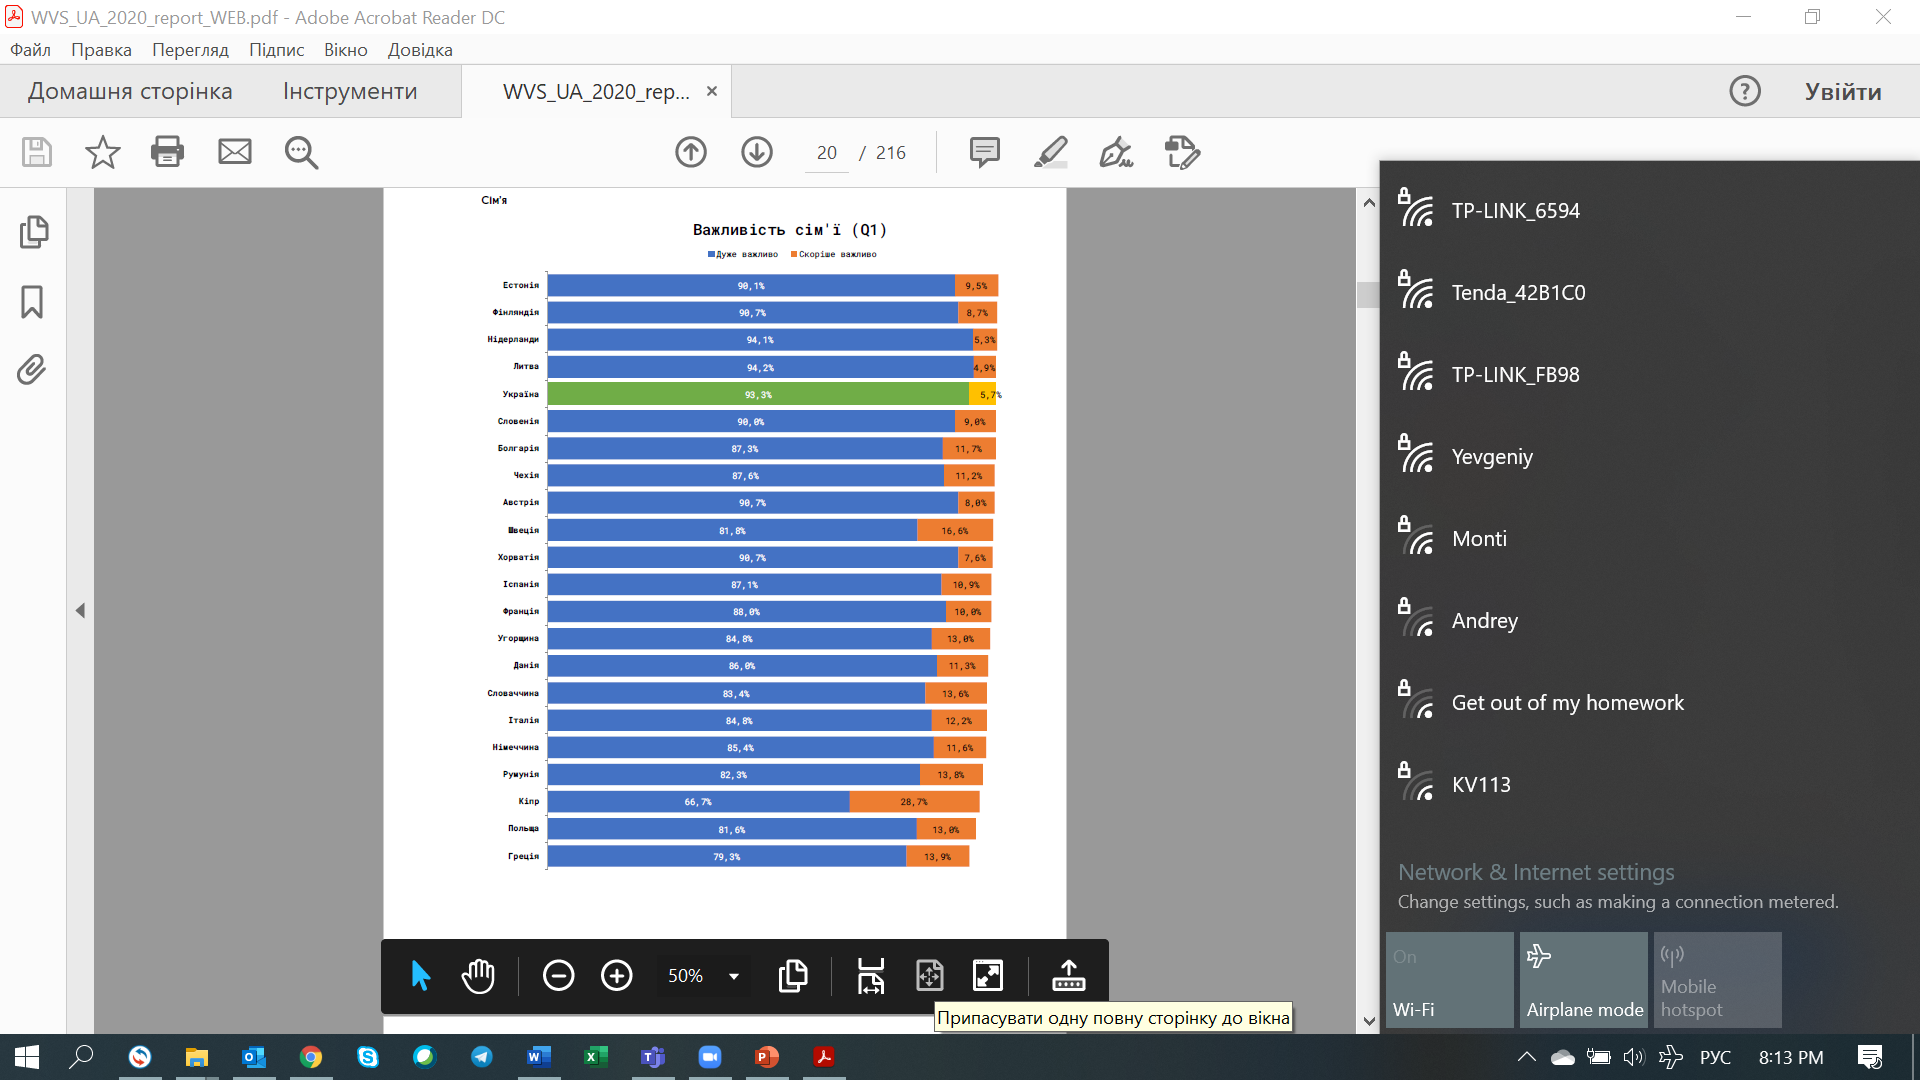 WVS_UA_2020_report_WEB.pdf - Adobe Acrobat Reader DC
Файл Правка Перегляд Підпис Вікно Довідка
Домашня сторінка Інструменти WVS_UA_2020_rep... Увійти
20 / 216
Сім'я
Важливість сім'ї (Q1)
Дуже важливо Скоріше важливо
Естонія 90,1% 9,5%
Фінляндія 90,7% 8,7%
Нідерланди 94,1% 5,3%
Литва 94,2% 4,9%
Україна 93,3% 5,7%
Словенія 90,0% 9,0%
Болгарія 87,3% 11,7%
Чехія 87,6% 11,2%
Австрія 90,7% 8,0%
Швеція 81,8% 16,6%
Хорватія 90,7% 7,6%
Іспанія 87,1% 10,9%
Франція 88,0% 10,0%
Угорщина 84,8% 13,0%
Данія 86,0% 11,3%
Словаччина 83,4% 13,6%
Італія 84,8% 12,2%
Німеччина 85,4% 11,6%
Румунія 82,3% 13,8%
Кіпр 66,7% 28,7%
Польща 81,6% 13,0%
Греція 79,3% 13,9%
50%
Припасувати одну повну сторінку до вікна
TP-LINK_6594
Tenda_42B1C0
TP-LINK_FB98
Yevgeniy
Monti
Andrey
Get out of my homework
KV113
Network & Internet settings
Change settings, such as making a connection metered.
On
Wi-Fi
Airplane mode
Mobile
hotspot
РУС 8:13 PM